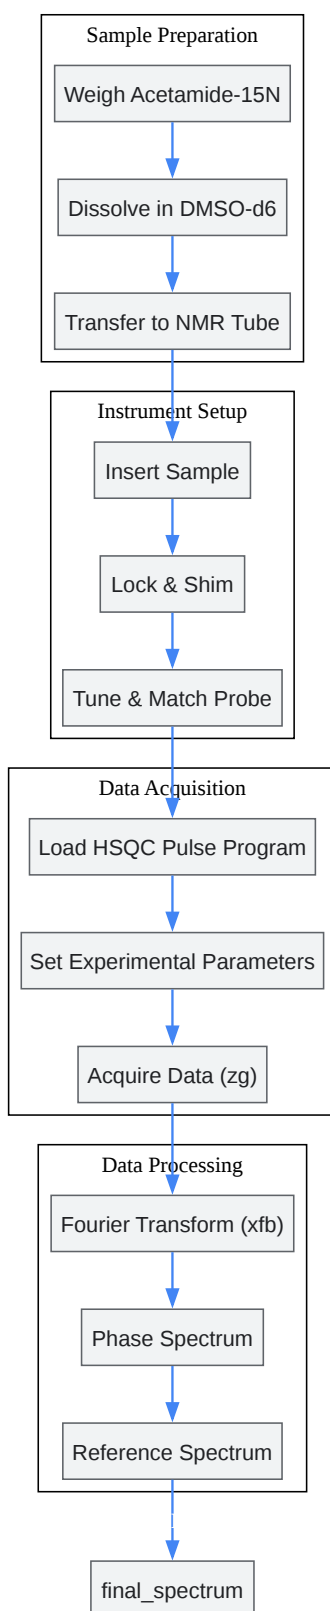 Sample Preparation
Weigh Acetamide-15N
Dissolve in DMSO-d6
Transfer to NMR Tube
Instrument Setup
Insert Sample
Lock & Shim
Tune & Match Probe
Data Acquisition
Load HSQC Pulse Program
Set Experimental Parameters
Acquire Data (zg)
Data Processing
Fourier Transform (xfb)
Phase Spectrum
Reference Spectrum
final_spectrum